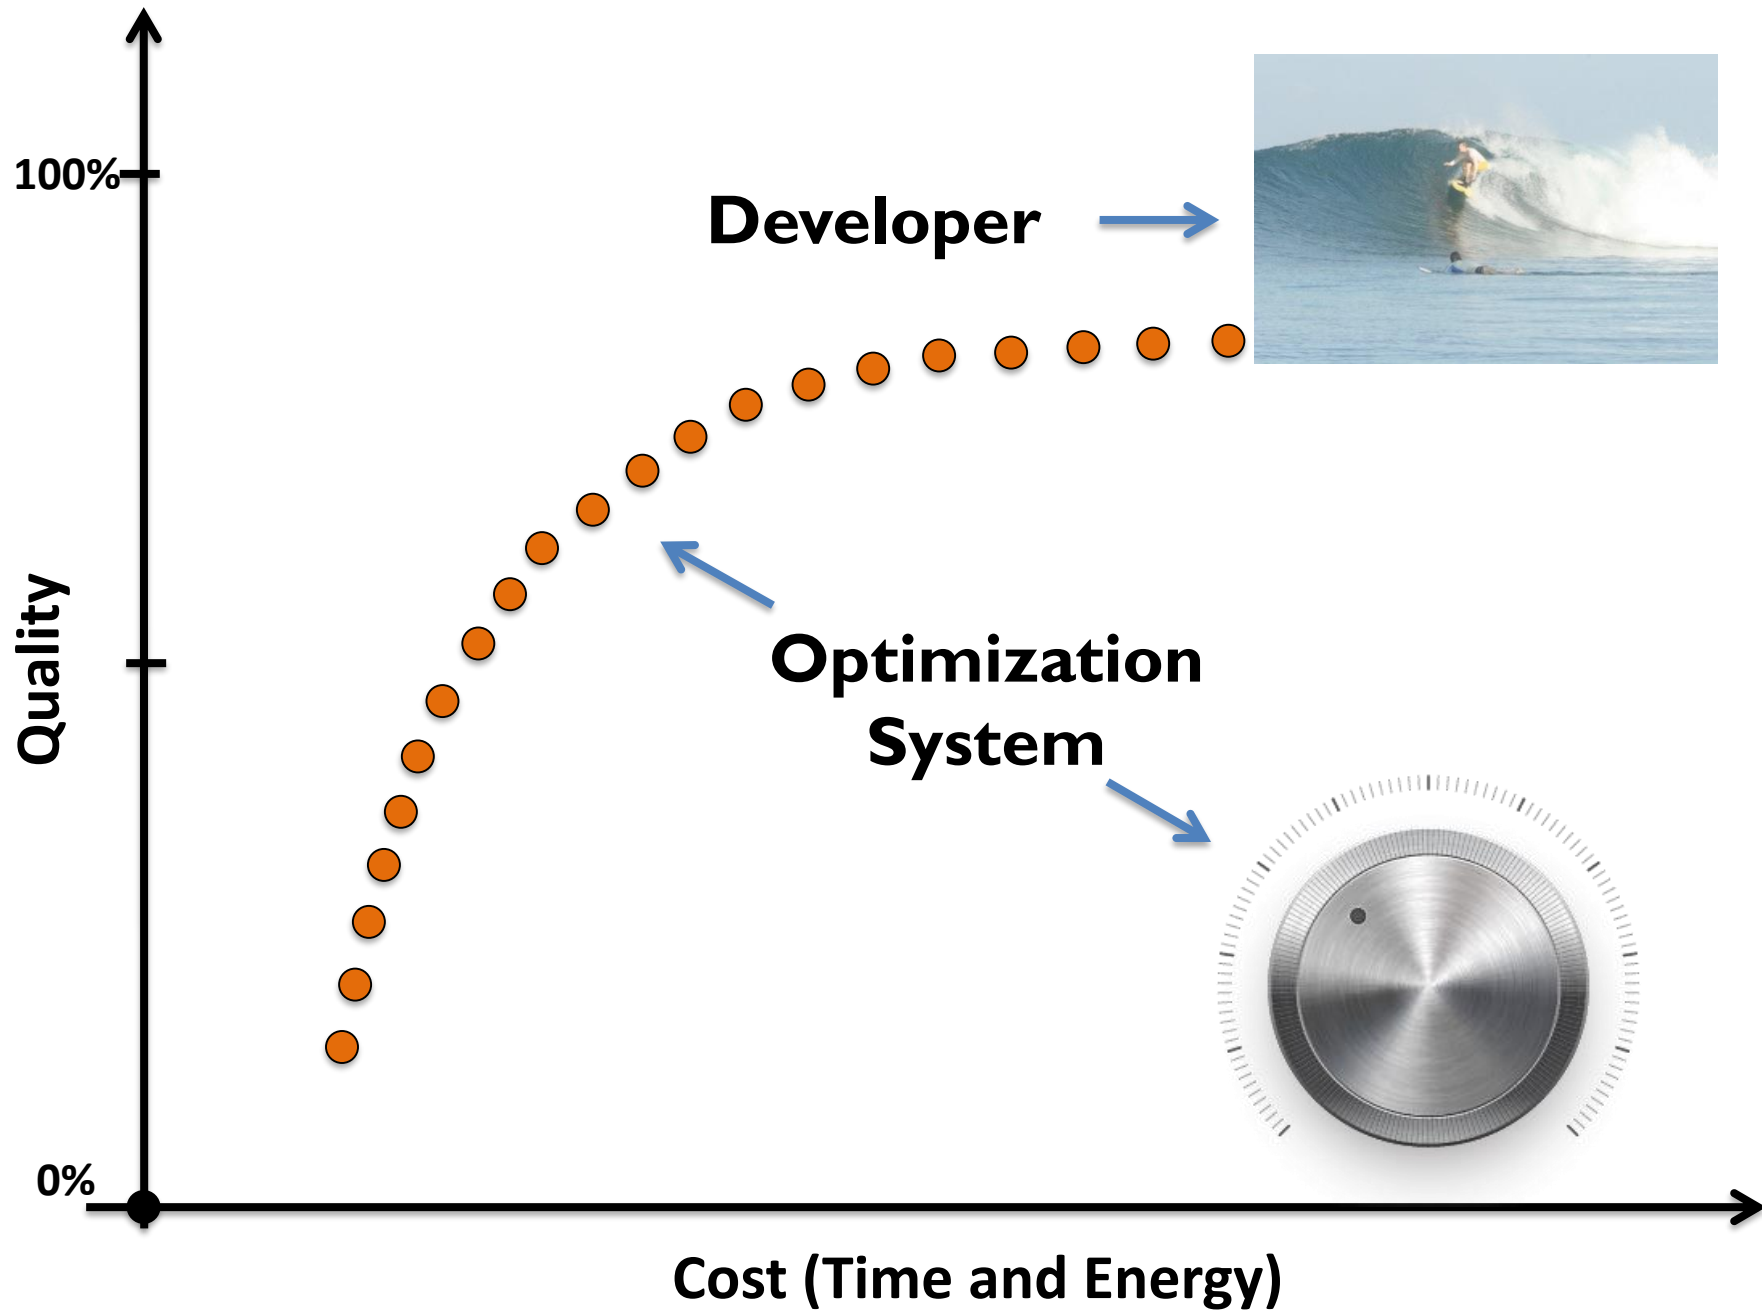 100%
Developer
Quality
Optimization
System
0%
Cost (Time and Energy)